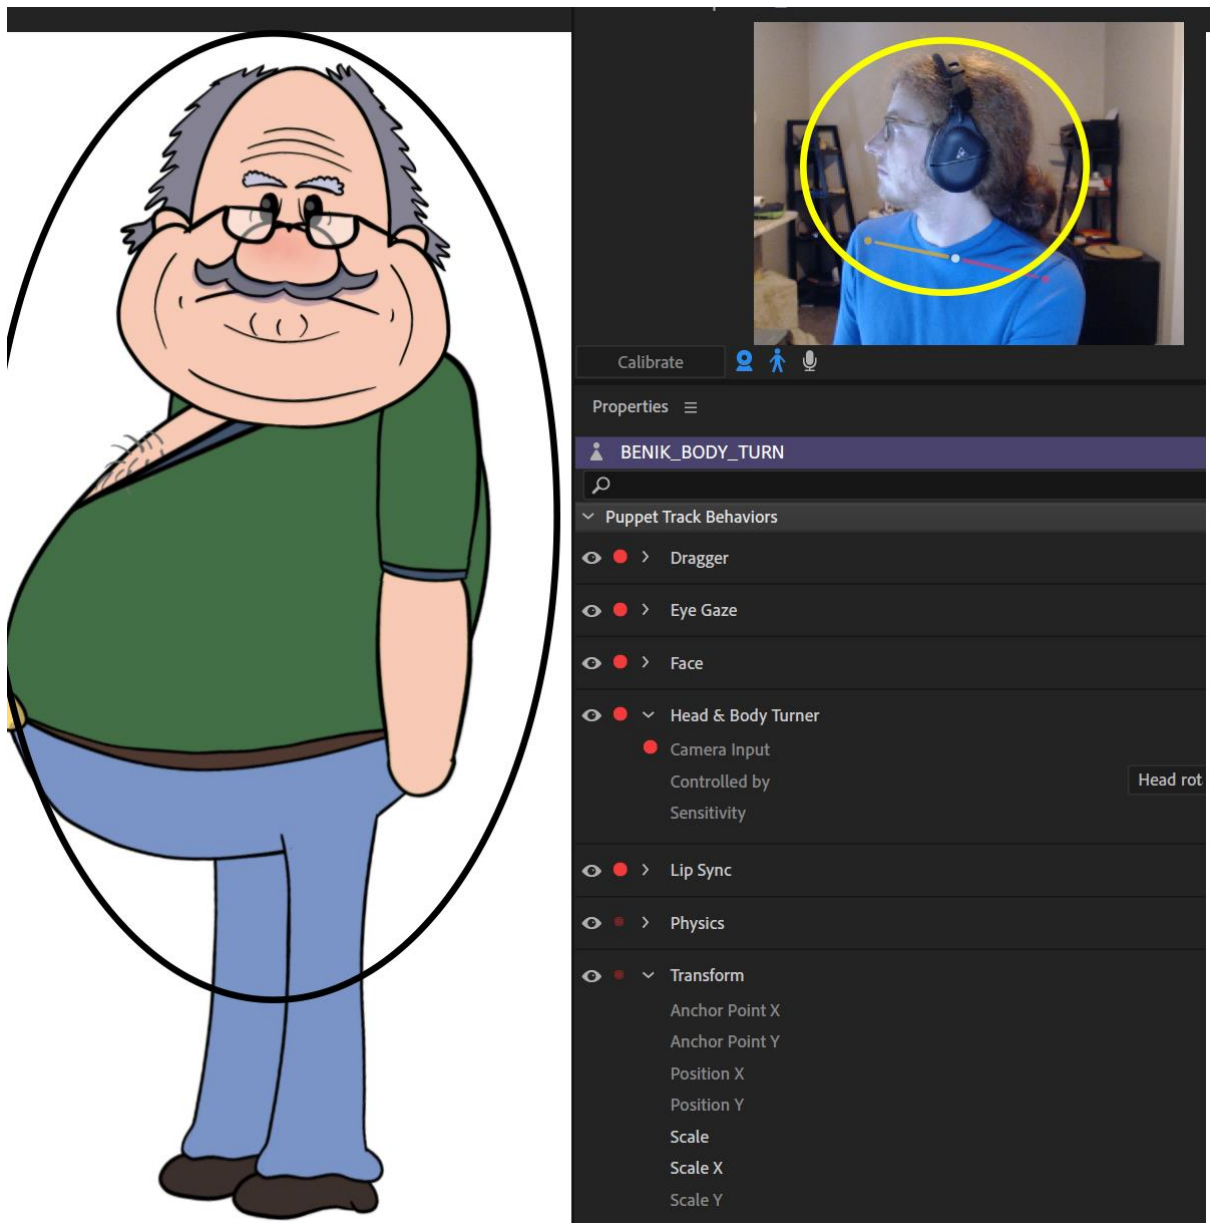 Calibrate
Properties
BENIK_BODY_TURN
Puppet Track Behaviors
Dragger
Eye Gaze
Face
Head & Body Turner
Camera Input
Controlled by
Head rot
Sensitivity
Lip Sync
Physics
Transform
Anchor Point X
Anchor Point Y
Position X
Position Y
Scale
Scale X
Scale Y